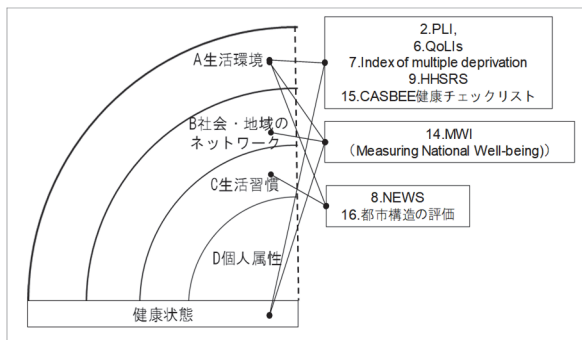 A生活環境
B社会・地域の
ネットワーク
C生活習慣
D個人属性
健康状態
2.PLI,
6.QoLIs
7.Index of multiple deprivation
9.HHSRS
15.CASBEE健康チェックリスト
14.MWI
（Measuring National Well-being)）
8.NEWS
16.都市構造の評価